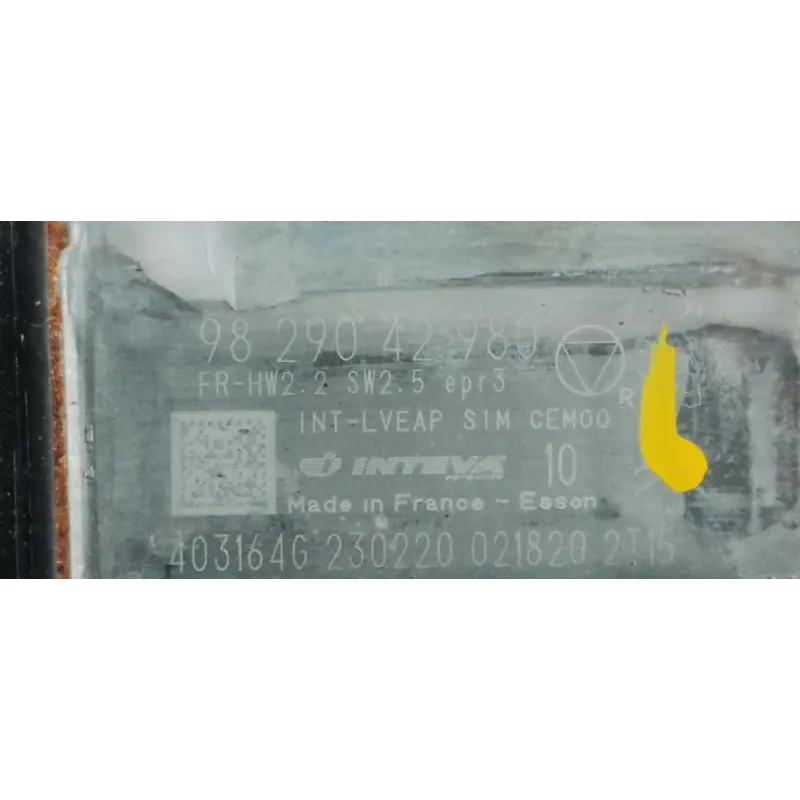 98 290 42 980
FR-HW2.2 SW2.5 epr3
R
INT-LVEAP SIM CEM00
INTEVA 10
Made in France - Esson
403164G 230220 021820 2T15